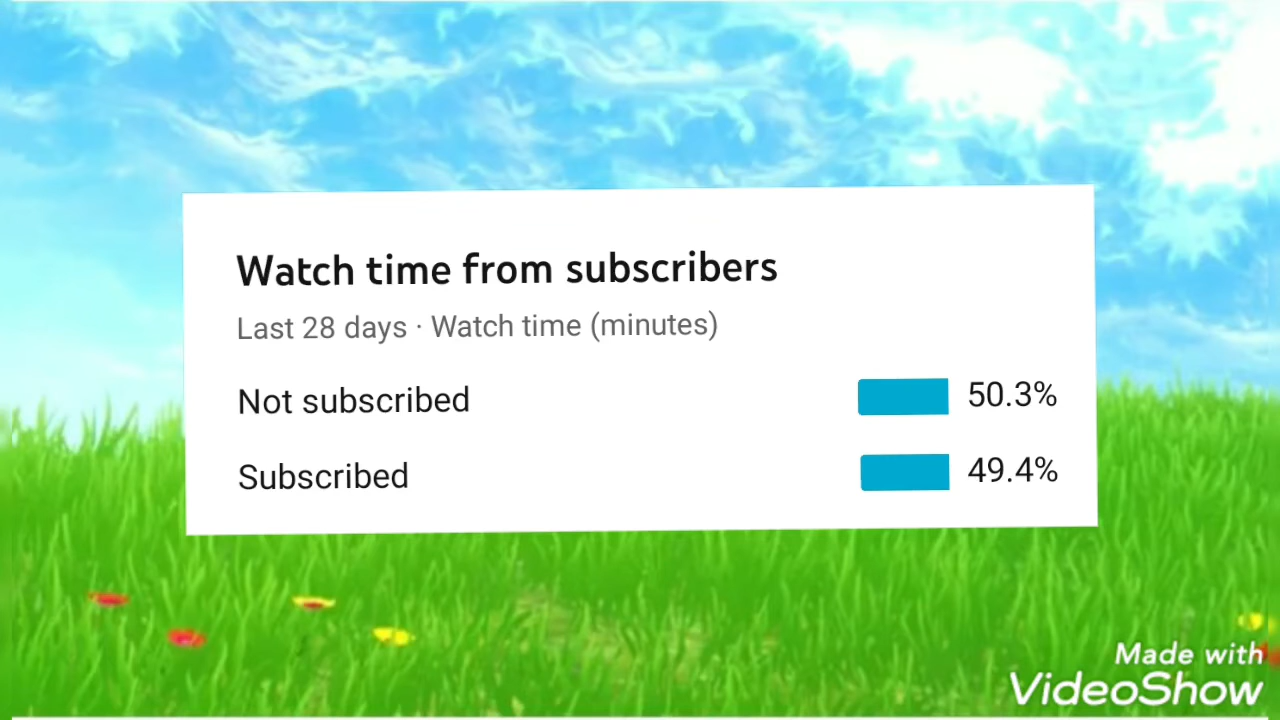 Watch time from subscribers
Last 28 days · Watch time (minutes)
Not subscribed 50.3%
Subscribed 49.4%
Made with
VideoShow